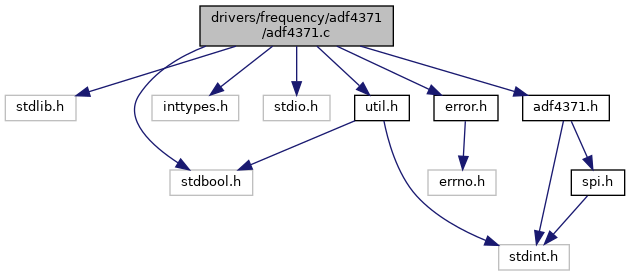 drivers/frequency/adf4371
/adf4371.c
stdlib.h
inttypes.h
stdio.h
util.h
error.h
adf4371.h
stdbool.h
errno.h
spi.h
stdint.h